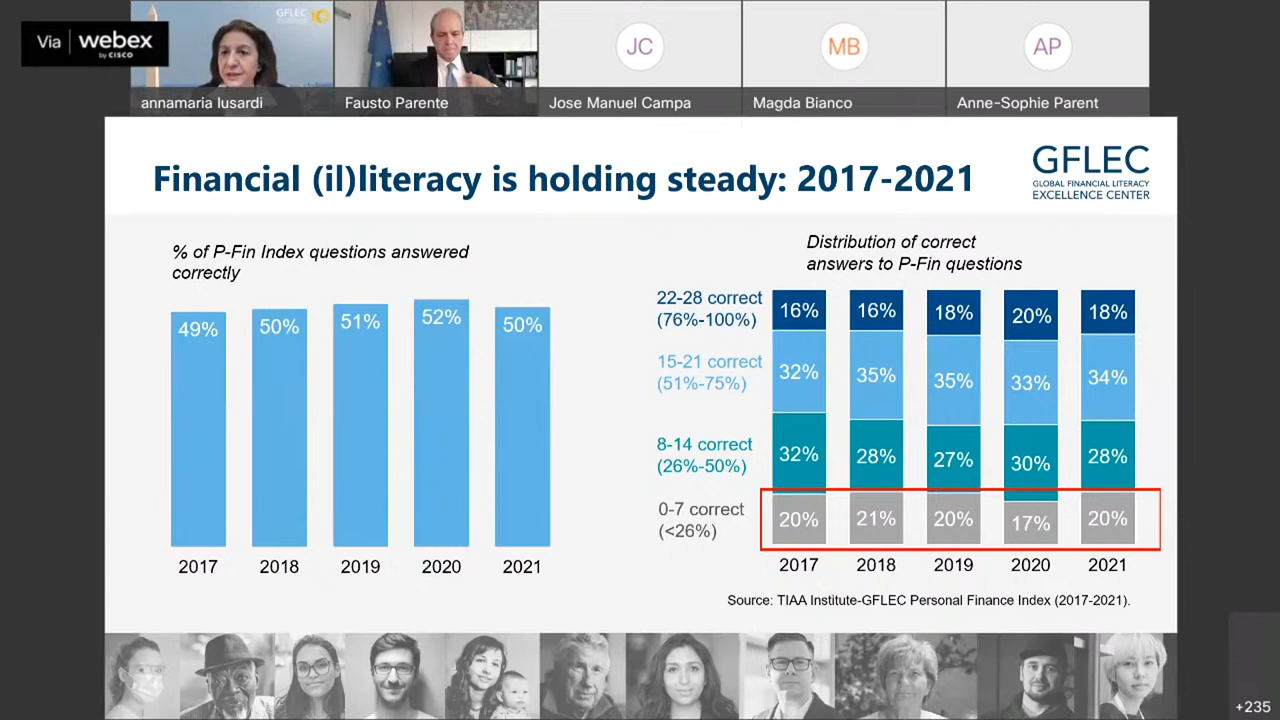 Via | webex
by CISCO
GFLEC 10
annamaria lusardi
Fausto Parente
JC
Jose Manuel Campa
MB
Magda Bianco
AP
Anne-Sophie Parent
Financial (il)literacy is holding steady: 2017-2021
GFLEC
GLOBAL FINANCIAL LITERACY
EXCELLENCE CENTER
% of P-Fin Index questions answered
correctly
49%
50%
51%
52%
50%
2017
2018
2019
2020
2021
Distribution of correct
answers to P-Fin questions
22-28 correct
(76%-100%)
16%
16%
18%
20%
18%
15-21 correct
(51%-75%)
32%
35%
35%
33%
34%
8-14 correct
(26%-50%)
32%
28%
27%
30%
28%
0-7 correct
(<26%)
20%
21%
20%
17%
20%
2017
2018
2019
2020
2021
Source: TIAA Institute-GFLEC Personal Finance Index (2017-2021).
+235